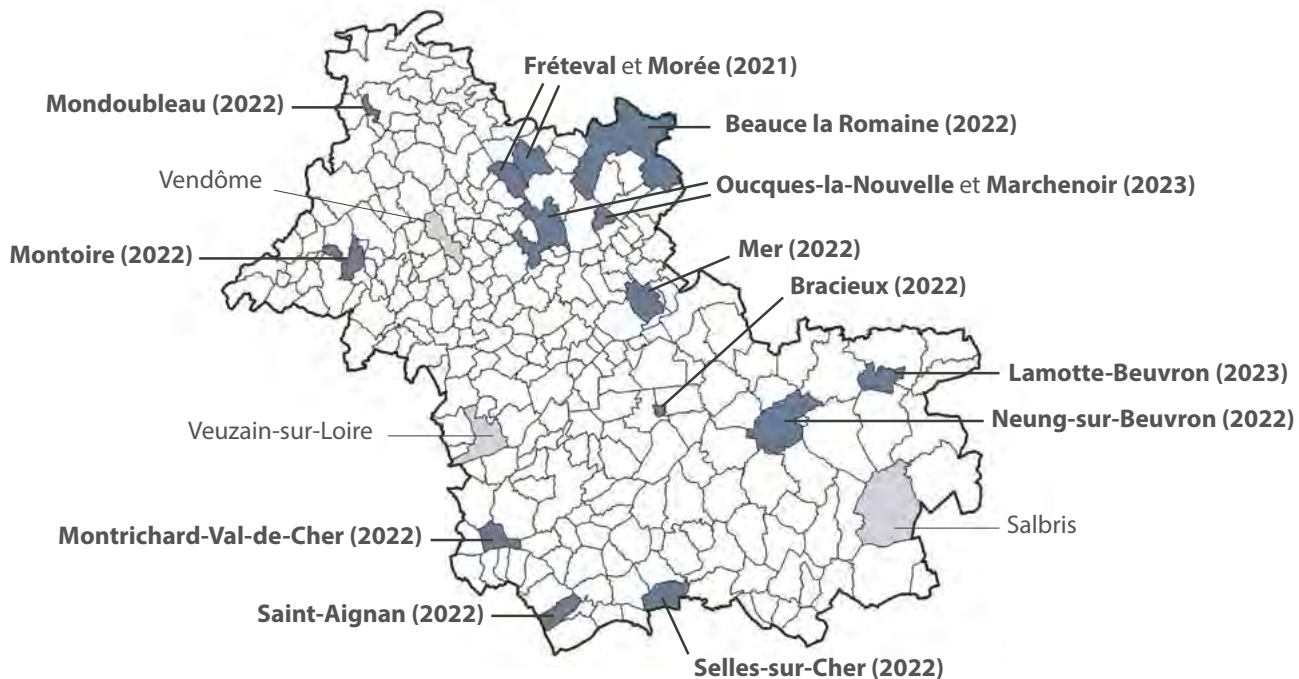 Fréteval et Morée (2021)
Mondoubleau (2022)
Beauce la Romaine (2022)
Vendôme
Oucques-la-Nouvelle et Marchenoir (2023)
Montoire (2022)
Mer (2022)
Bracieux (2022)
Lamotte-Beuvron (2023)
Neung-sur-Beuvron (2022)
Veuzain-sur-Loire
Salbris
Montrichard-Val-de-Cher (2022)
Saint-Aignan (2022)
Selles-sur-Cher (2022)